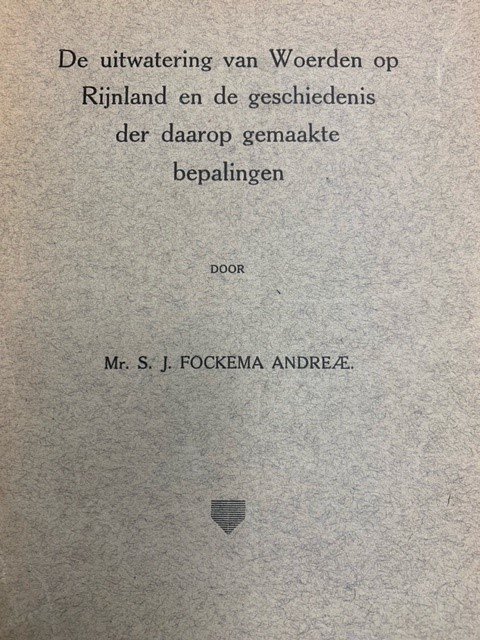 De uitwatering van Woerden op
Rijnland en de geschiedenis
der daarop gemaakte
bepalingen
DOOR
Mr. S. J. FOCKEMA ANDREÆ.